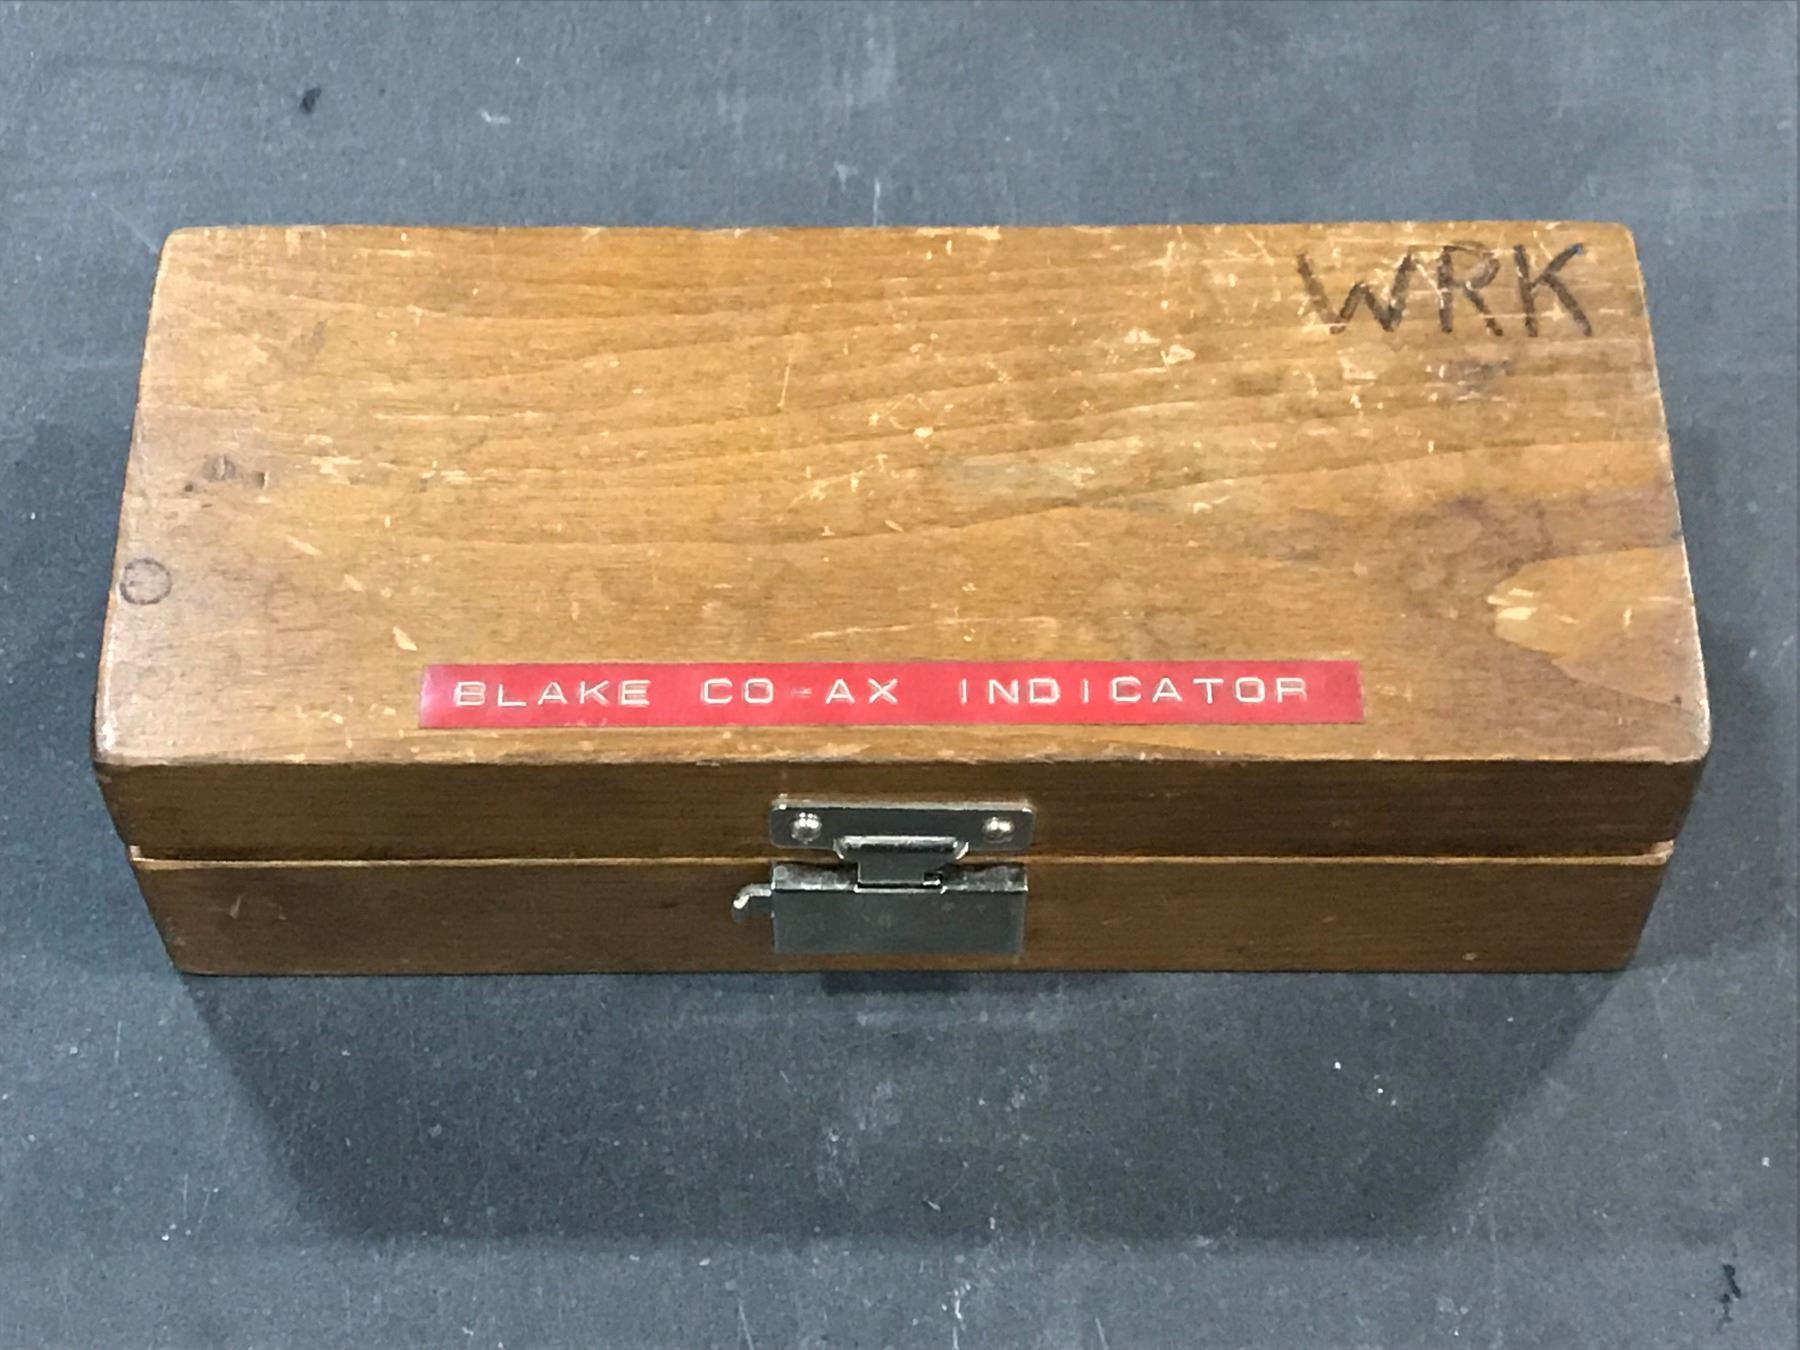 WRK
BLAKE CO-AX INDICATOR